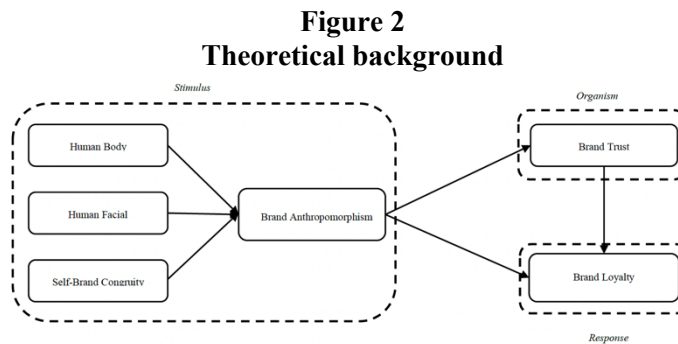 Figure 2
Theoretical background
Stimulus
Organism
Human Body
Brand Trust
Human Facial
Brand Anthropomorphism
Self-Brand Congruity
Brand Loyalty
Response